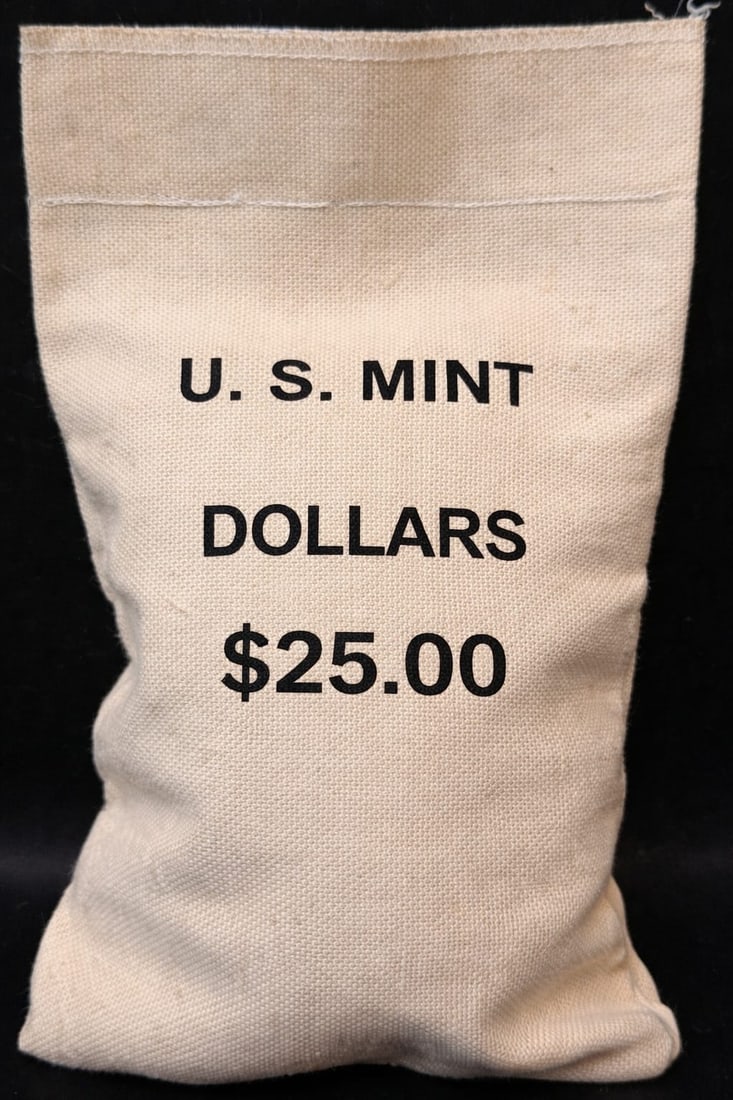 U. S. MINT
DOLLARS
$25.00